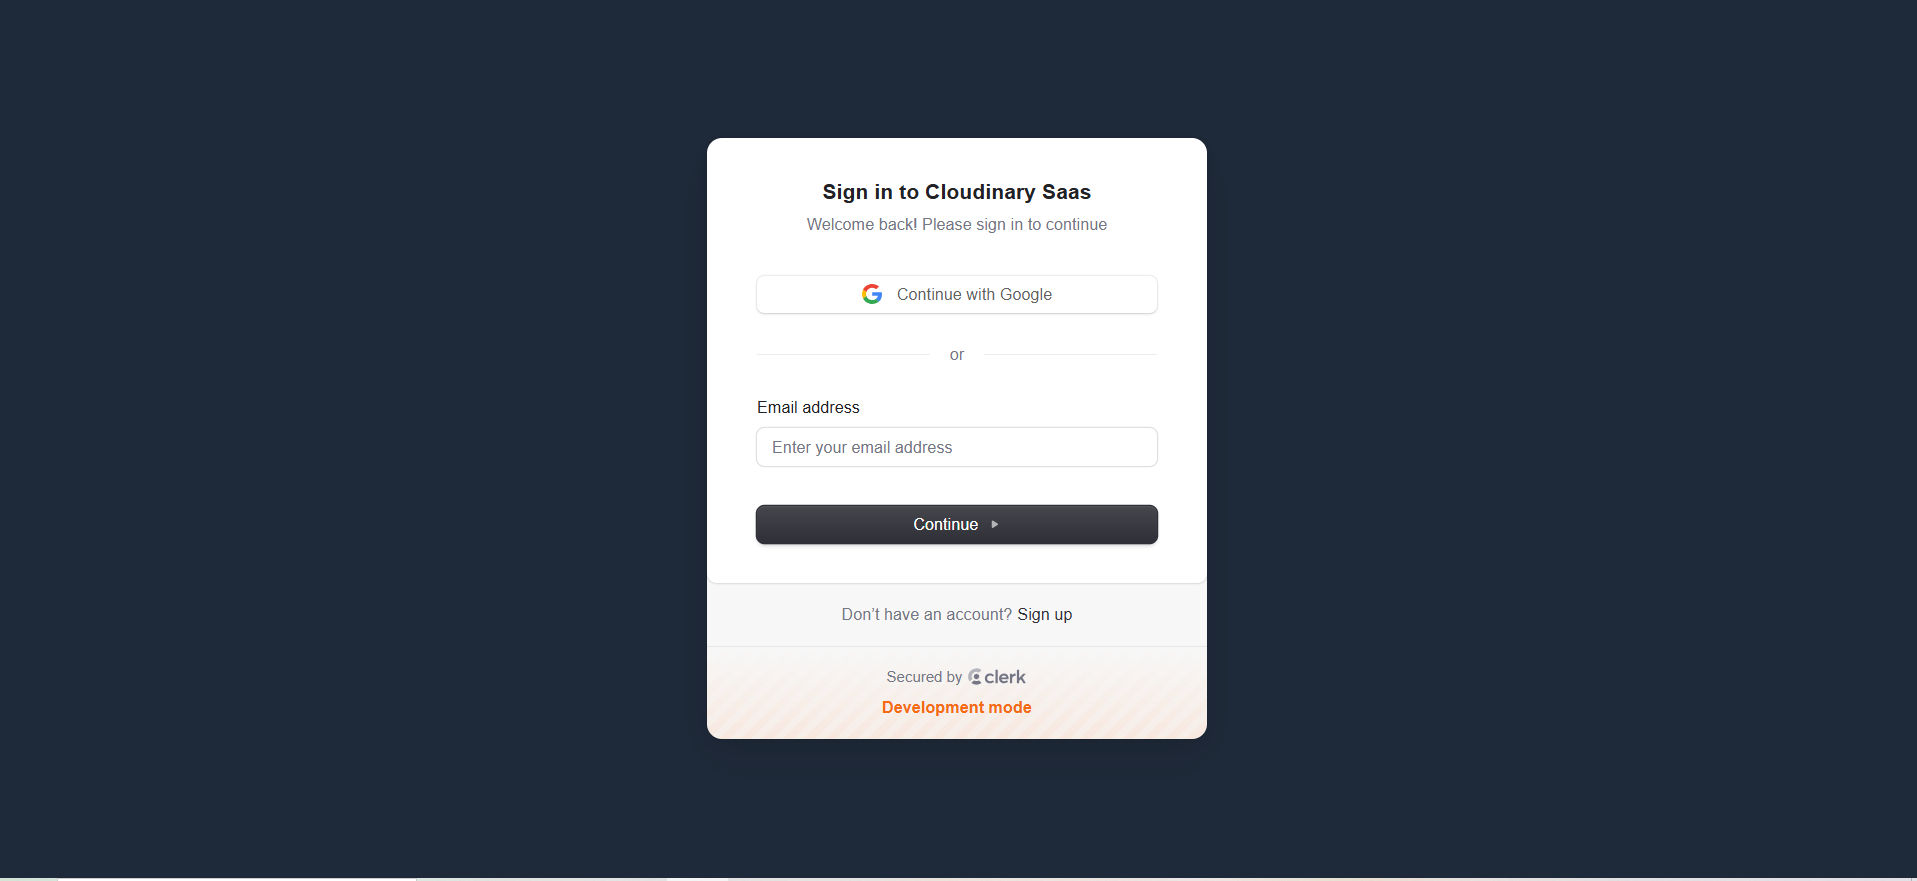 Sign in to Cloudinary Saas
Welcome back! Please sign in to continue
Continue with Google
or
Email address
Enter your email address
Continue
Don’t have an account? Sign up
Secured by clerk
Development mode